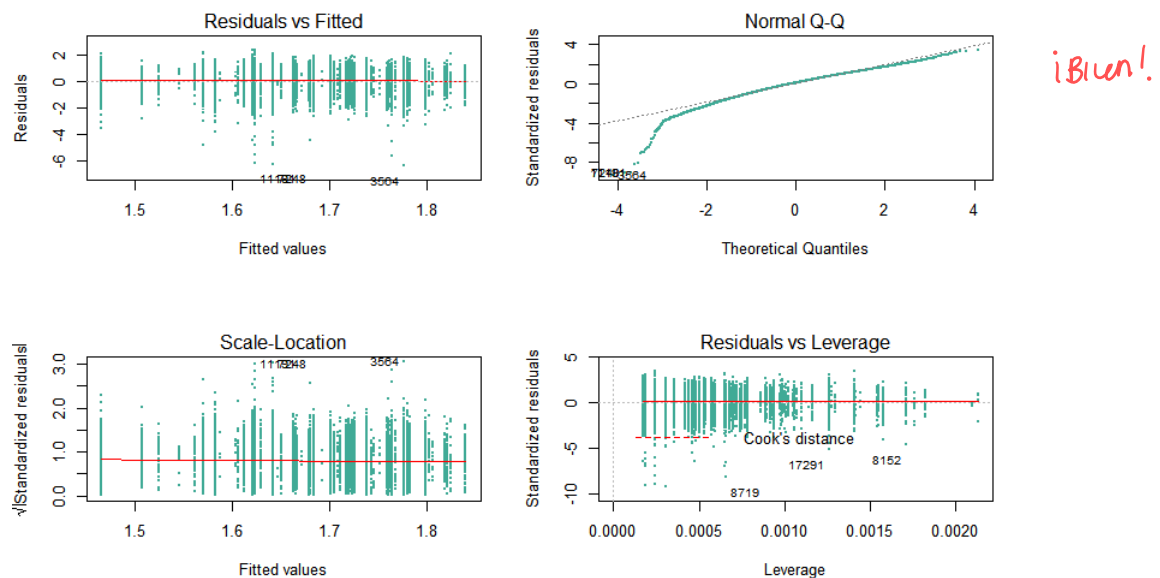 Residuals vs Fitted
Residuals
2
0
-2
-4
-6
3564
1.5 1.6 1.7 1.8
Fitted values
Normal Q-Q
Standardized residuals
4
0
-4
-8
3564
-4 -2 0 2 4
Theoretical Quantiles
¡Bien!
Scale-Location
√|Standardized residuals|
3.0
2.0
1.0
0.0
3564
1.5 1.6 1.7 1.8
Fitted values
Residuals vs Leverage
Standardized residuals
5
0
-5
-10
Cook's distance
17291
8152
8719
0.0000 0.0005 0.0010 0.0015 0.0020
Leverage